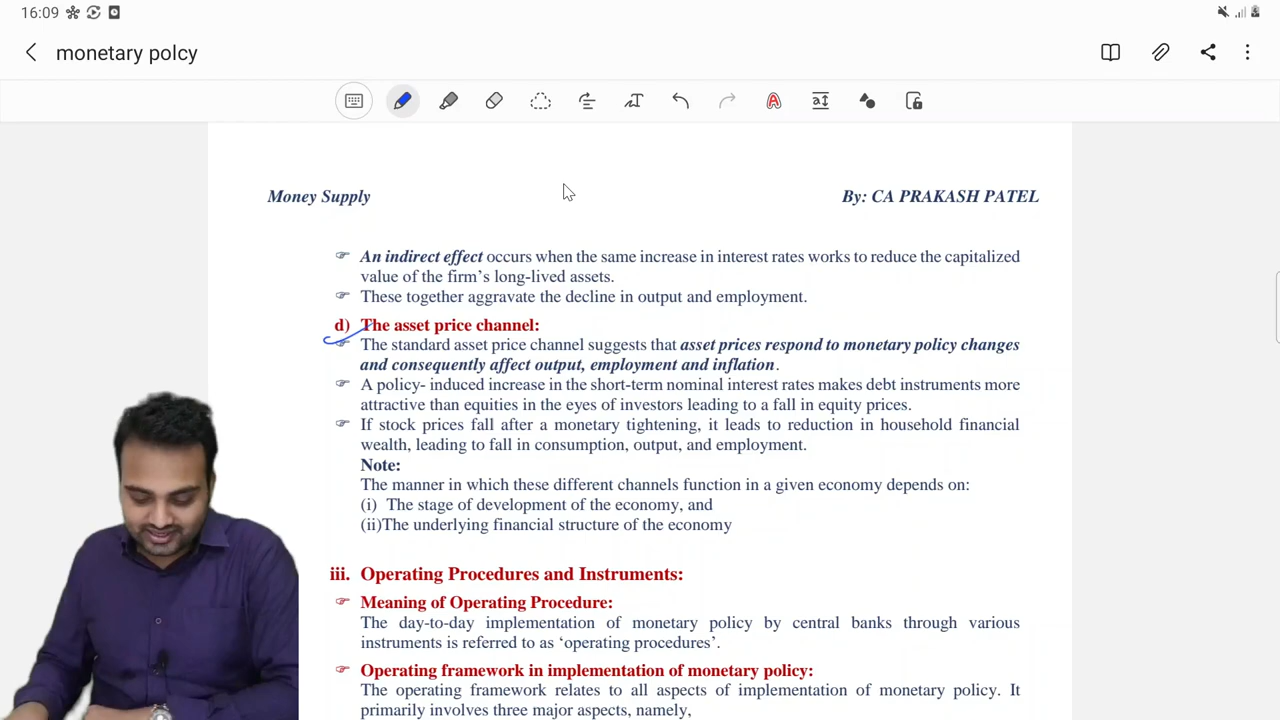 16:09
monetary polcy
Money Supply By: CA PRAKASH PATEL
An indirect effect occurs when the same increase in interest rates works to reduce the capitalized
value of the firm's long-lived assets.
These together aggravate the decline in output and employment.
d) The asset price channel:
The standard asset price channel suggests that asset prices respond to monetary policy changes
and consequently affect output, employment and inflation.
A policy- induced increase in the short-term nominal interest rates makes debt instruments more
attractive than equities in the eyes of investors leading to a fall in equity prices.
If stock prices fall after a monetary tightening, it leads to reduction in household financial
wealth, leading to fall in consumption, output, and employment.
Note:
The manner in which these different channels function in a given economy depends on:
(i) The stage of development of the economy, and
(ii)The underlying financial structure of the economy
iii. Operating Procedures and Instruments:
Meaning of Operating Procedure:
The day-to-day implementation of monetary policy by central banks through various
instruments is referred to as ‘operating procedures’.
Operating framework in implementation of monetary policy:
The operating framework relates to all aspects of implementation of monetary policy. It
primarily involves three major aspects, namely,